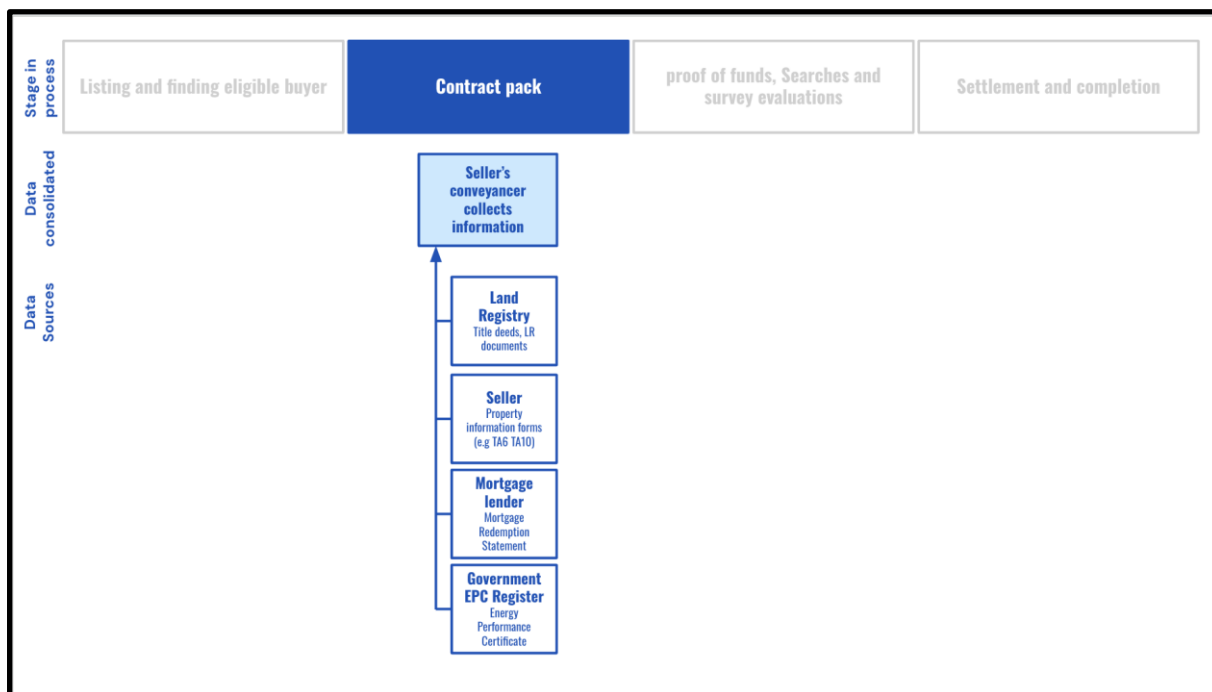 Stage in
process
Listing and finding eligible buyer
Contract pack
proof of funds, Searches and
survey evaluations
Settlement and completion
Data
consolidated
Seller's
conveyancer
collects
information
Data
Sources
Land
Registry
Title deeds, LR
documents
Seller
Property
information forms
(e.g TA6 TA10)
Mortgage
lender
Mortgage
Redemption
Statement
Government
EPC Register
Energy
Performance
Certificate